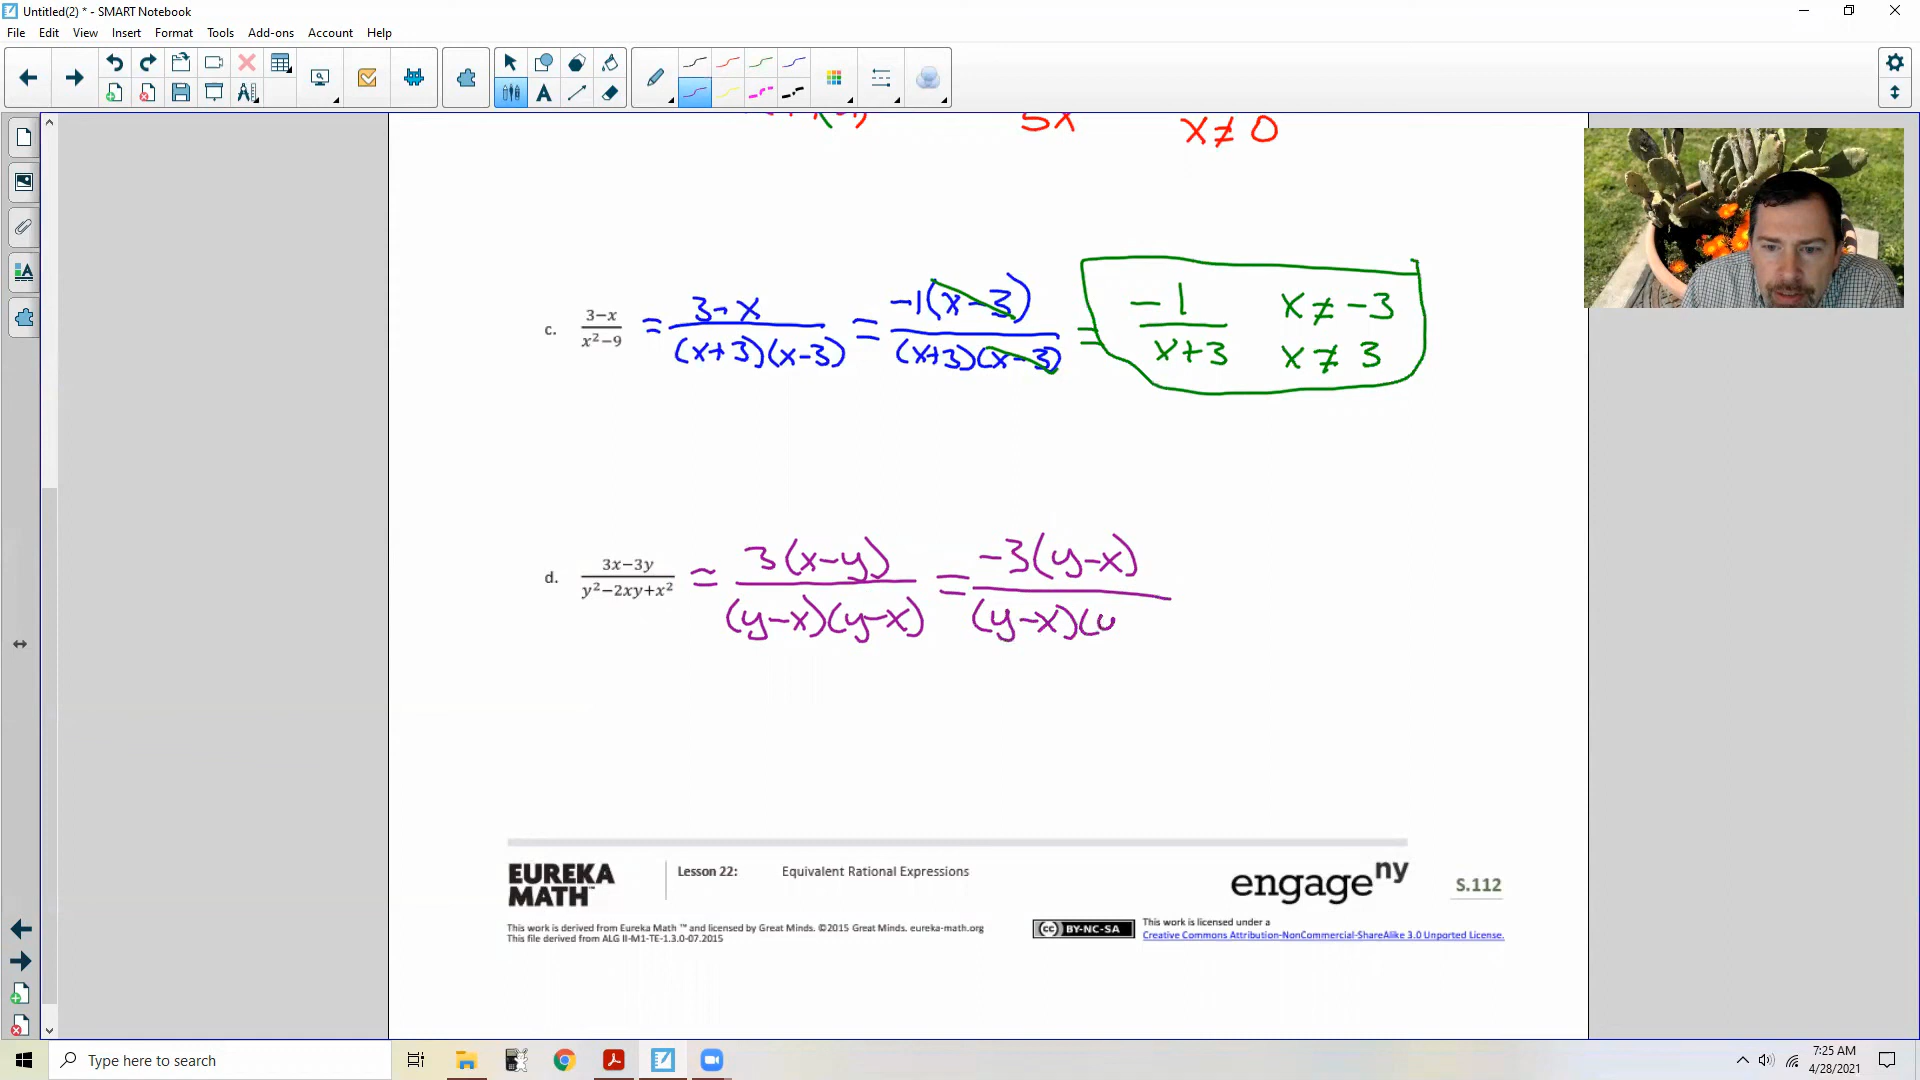 Untitled(2) * - SMART Notebook
File Edit View Insert Format Tools Add-ons Account Help
5x x ≠ 0
c. 3−x / x²−9 = 3-x / (x+3)(x-3) = -1(x-3) / (x+3)(x-3) = -1 / x+3 x ≠ -3 x ≠ 3
d. 3x−3y / y²−2xy+x² = 3(x-y) / (y-x)(y-x) = -3(y-x) / (y-x)(y
EUREKA MATH™ Lesson 22: Equivalent Rational Expressions engage ny S.112
This work is derived from Eureka Math ™ and licensed by Great Minds. ©2015 Great Minds. eureka-math.org
This file derived from ALG II-M1-TE-1.3.0-07.2015
cc BY-NC-SA This work is licensed under a
Creative Commons Attribution-NonCommercial-ShareAlike 3.0 Unported License.
Type here to search
7:25 AM
4/28/2021